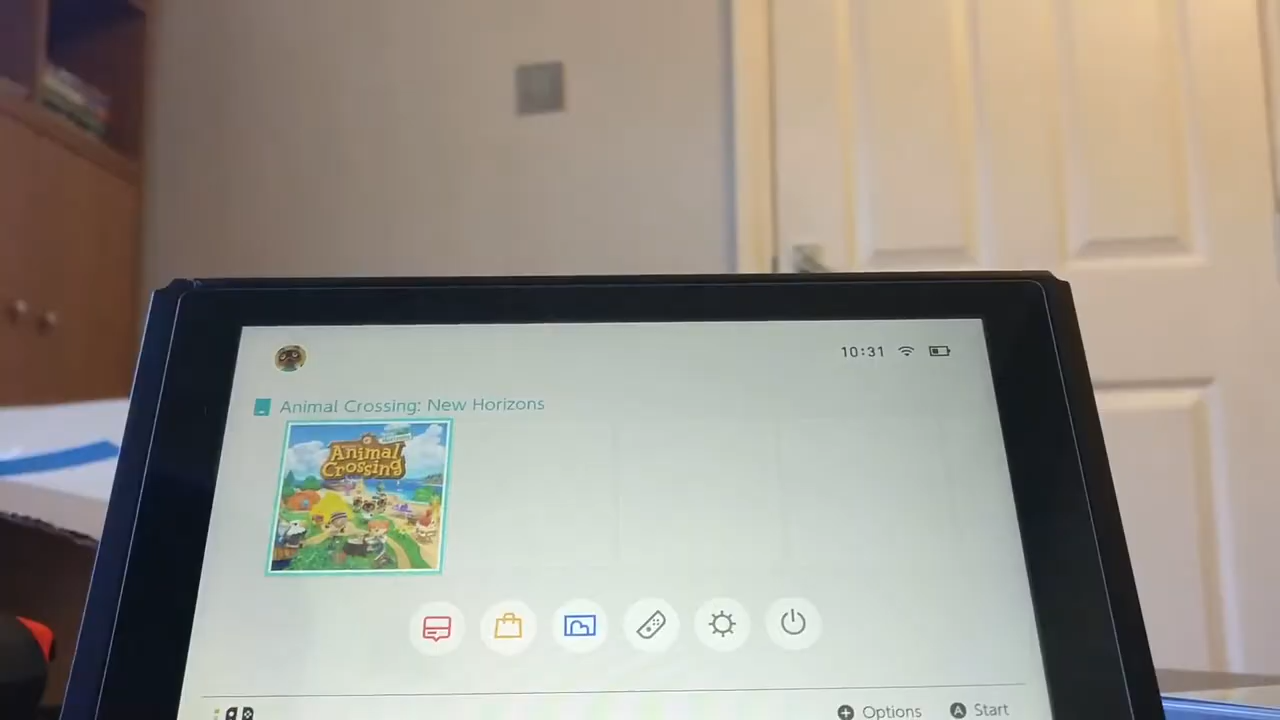 10:31
Animal Crossing: New Horizons
Animal
Crossing
+ Options A Start